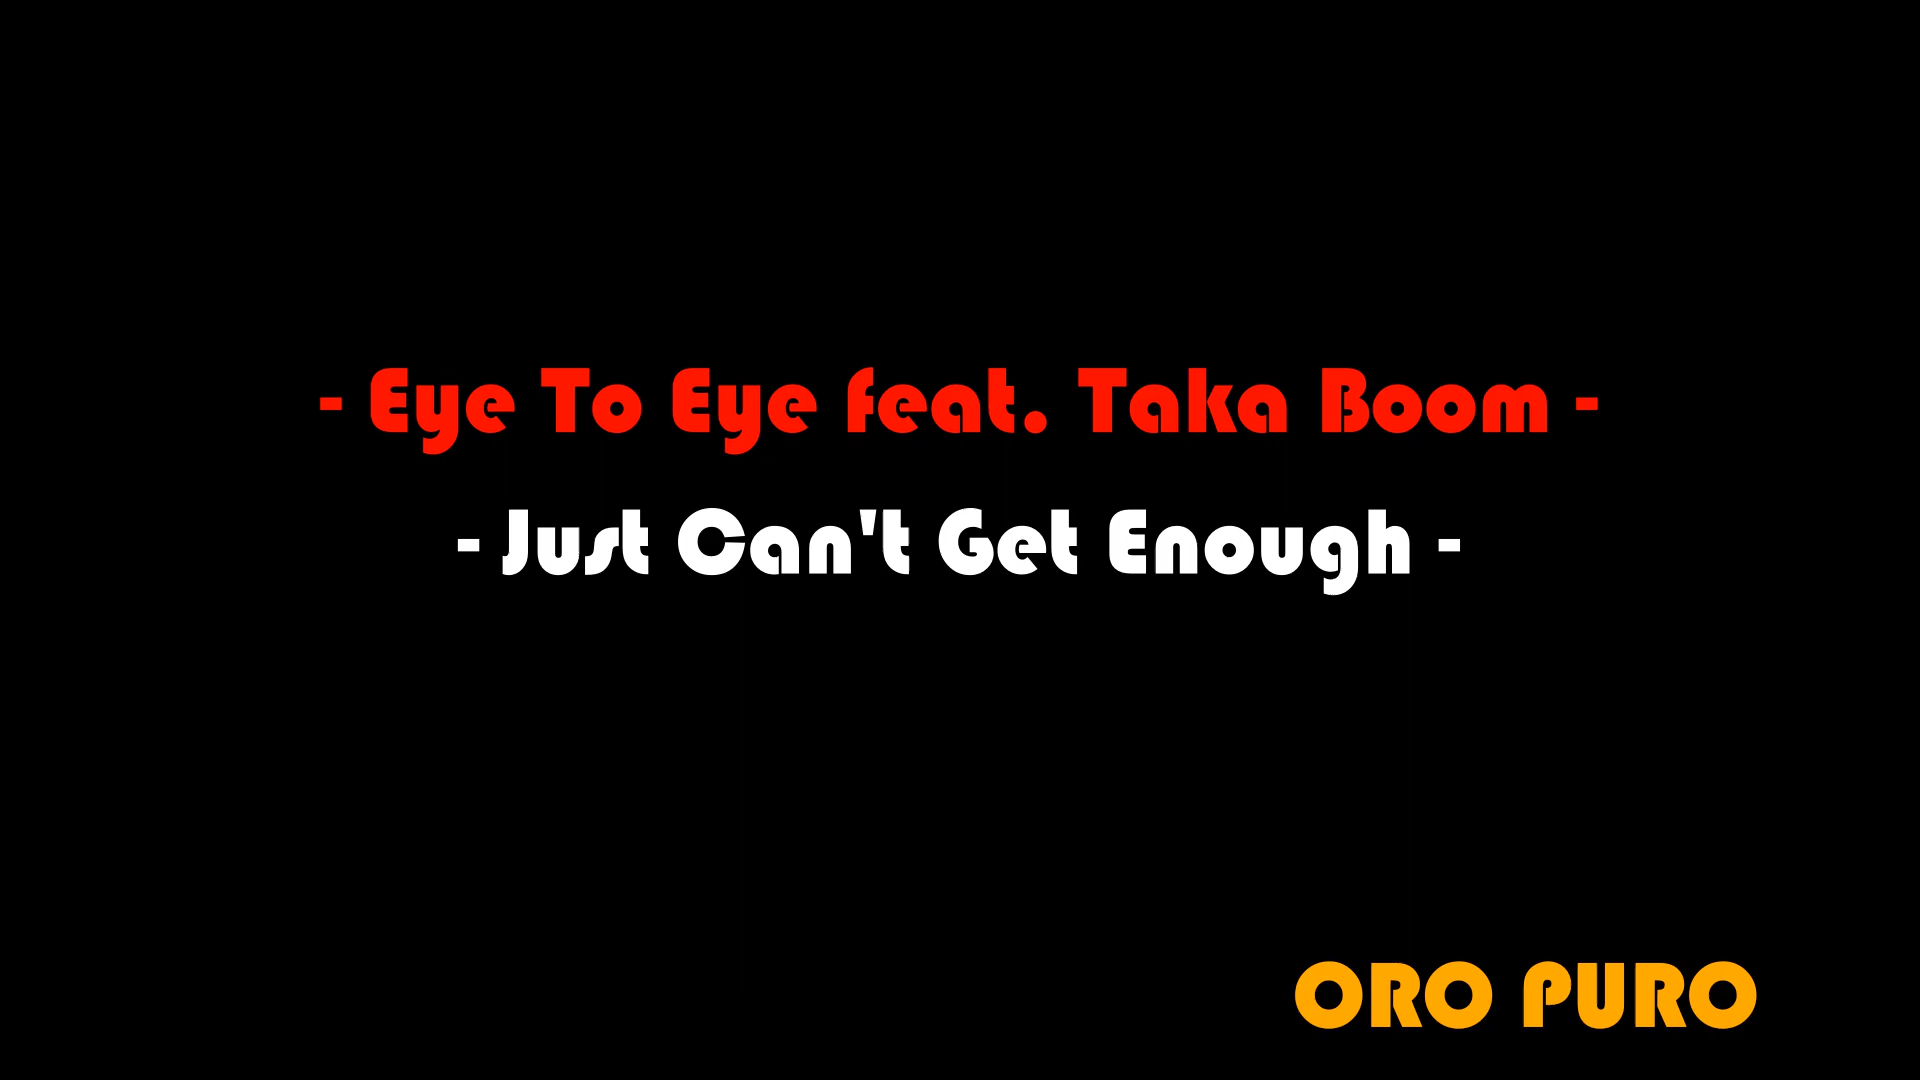 - Eye To Eye feat. Taka Boom -
- Just Can't Get Enough -
ORO PURO